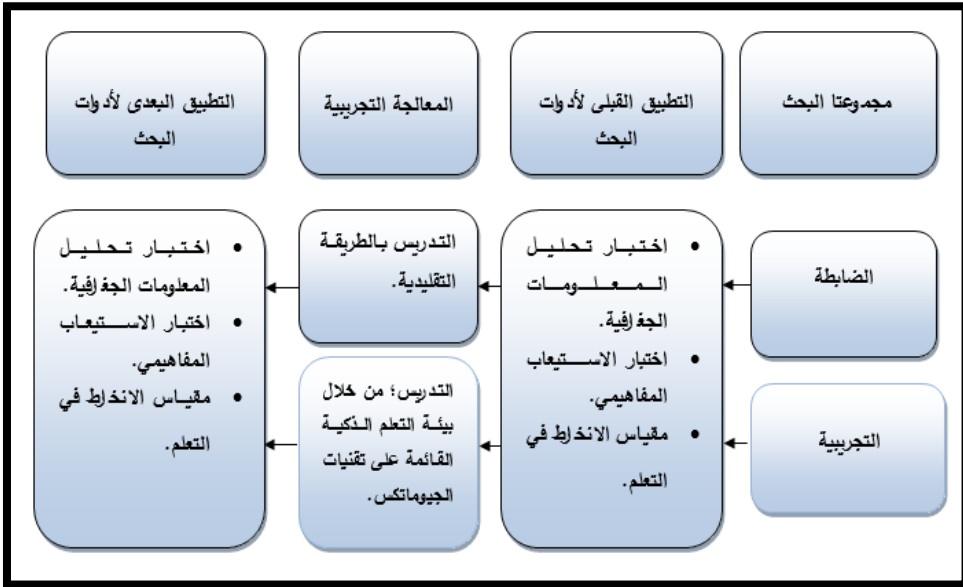 مجموعتا البحث
التطبيق القبلى لأدوات
البحث
المعالجة التجريبية
التطبيق البعدى لأدوات
البحث
الضابطة
التجريبية
• اختبار تحليل
المعلومات
الجغرافية.
• اختبار الاستيعاب
المفاهيمي.
• مقياس الانخراط في
التعلم.
التدريس بالطريقة
التقليدية.
التدريس؛ من خلال
بيئة التعلم الذكية
القائمة على تقنيات
الجيوماتكس.
• اختبار تحليل
المعلومات الجغرافية.
• اختبار الاستيعاب
المفاهيمي.
• مقياس الانخراط في
التعلم.